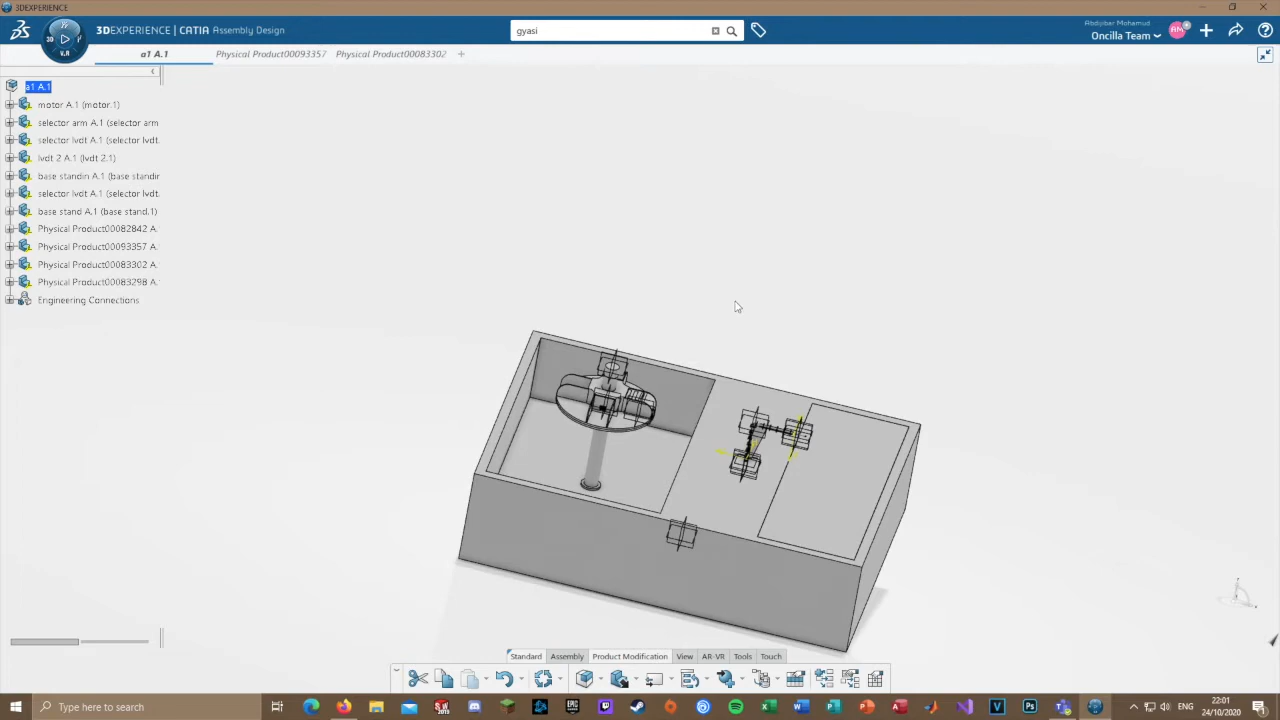 3DEXPERIENCE
3DEXPERIENCE | CATIA Assembly Design
gyasi
Abdijbar Mohamud
Oncilla Team
AM
3D
V.R
a1 A.1
Physical Product00093357
Physical Product00083302
a1 A.1
motor A.1 (motor.1)
selector arm A.1 (selector arm
selector lvdt A.1 (selector lvdt.
lvdt 2 A.1 (lvdt 2.1)
base standin A.1 (base standir
selector lvdt A.1 (selector lvdt.
base stand A.1 (base stand.1)
Physical Product00082842 A.
Physical Product00093357 A.
Physical Product00083302 A.
Physical Product00083298 A.
Engineering Connections
Standard Assembly Product Modification View AR-VR Tools Touch
Type here to search
22:01
24/10/2020